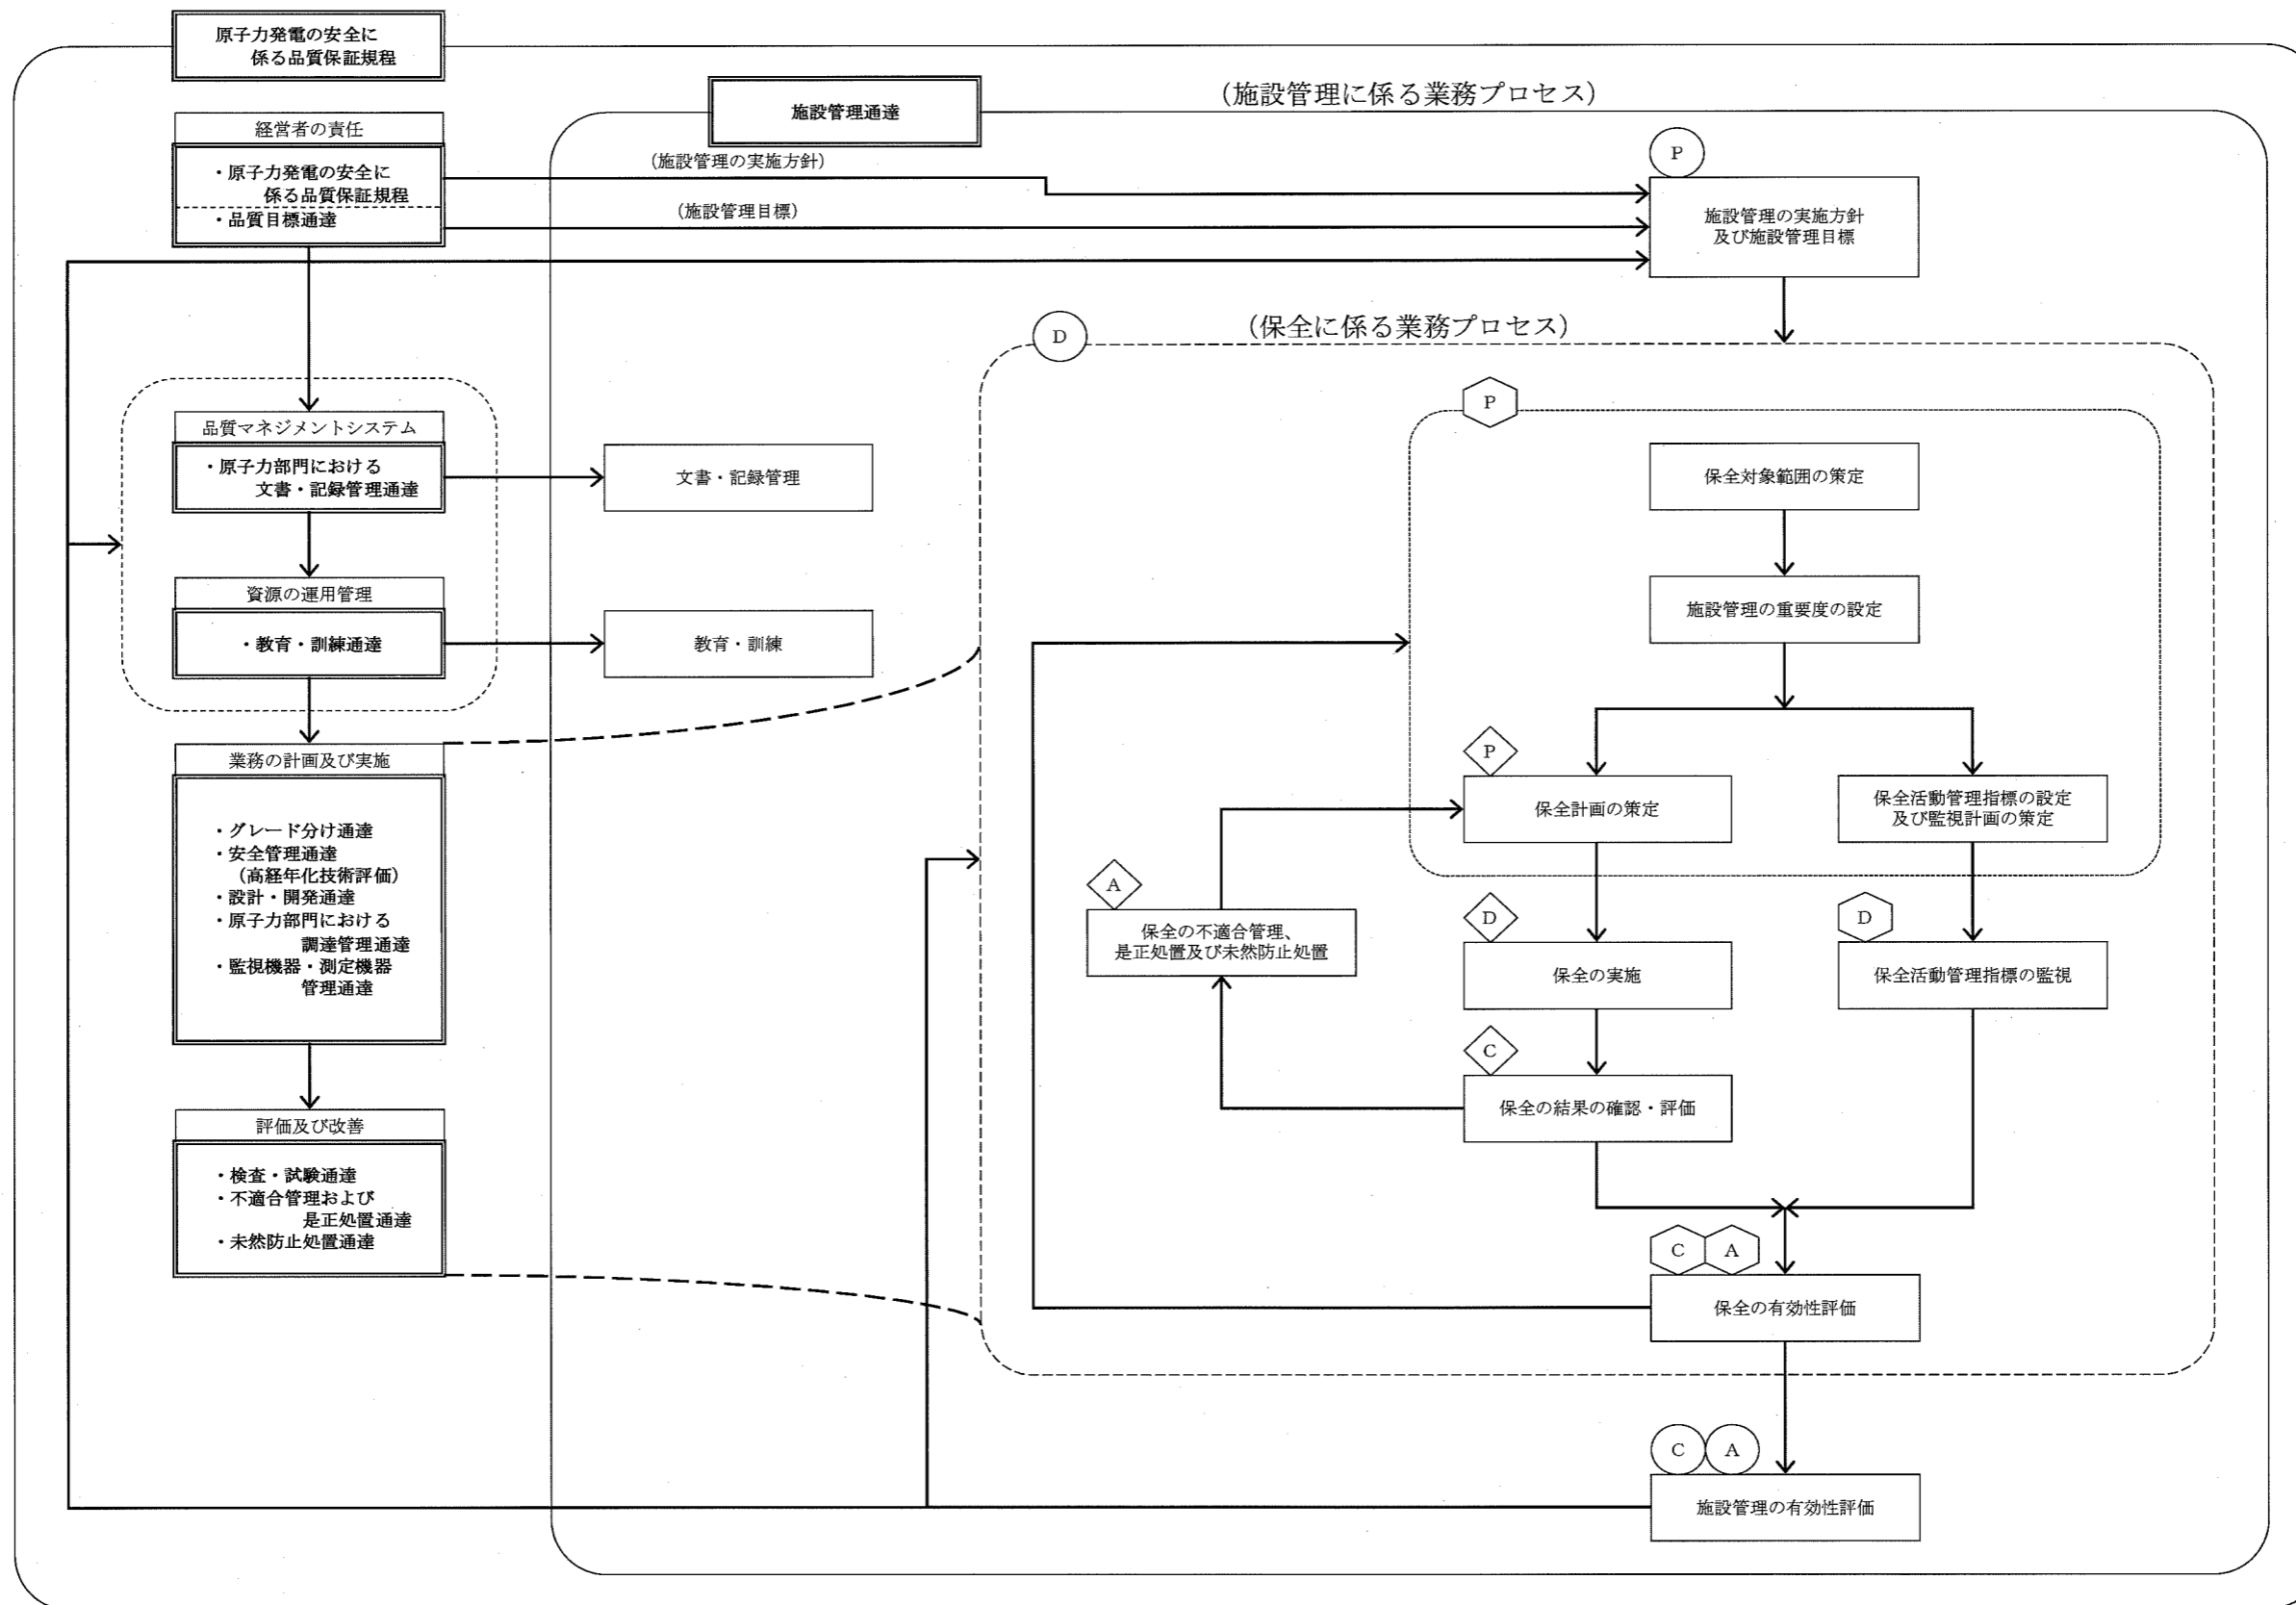 原子力発電の安全に
係る品質保証規程
施設管理通達
（施設管理に係る業務プロセス）
経営者の責任
・原子力発電の安全に
係る品質保証規程
・品質目標通達
（施設管理の実施方針）
（施設管理目標）
P
施設管理の実施方針
及び施設管理目標
品質マネジメントシステム
・原子力部門における
文書・記録管理通達
文書・記録管理
資源の運用管理
・教育・訓練通達
教育・訓練
業務の計画及び実施
・グレード分け通達
・安全管理通達
（高経年化技術評価）
・設計・開発通達
・原子力部門における
調達管理通達
・監視機器・測定機器
管理通達
評価及び改善
・検査・試験通達
・不適合管理および
是正処置通達
・未然防止処置通達
D
（保全に係る業務プロセス）
P
保全対象範囲の策定
施設管理の重要度の設定
P
保全計画の策定
保全活動管理指標の設定
及び監視計画の策定
A
保全の不適合管理、
是正処置及び未然防止処置
D
保全の実施
D
保全活動管理指標の監視
C
保全の結果の確認・評価
C A
保全の有効性評価
C A
施設管理の有効性評価